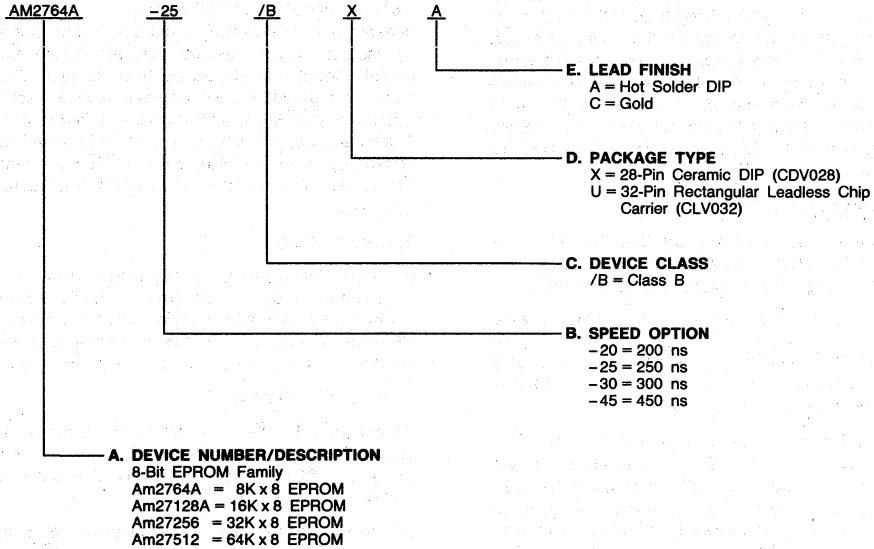 AM2764A -25 /B X A
E. LEAD FINISH
A = Hot Solder DIP
C = Gold
D. PACKAGE TYPE
X = 28-Pin Ceramic DIP (CDV028)
U = 32-Pin Rectangular Leadless Chip
Carrier (CLV032)
C. DEVICE CLASS
/B = Class B
B. SPEED OPTION
-20 = 200 ns
-25 = 250 ns
-30 = 300 ns
-45 = 450 ns
A. DEVICE NUMBER/DESCRIPTION
8-Bit EPROM Family
Am2764A = 8K x 8 EPROM
Am27128A = 16K x 8 EPROM
Am27256 = 32K x 8 EPROM
Am27512 = 64K x 8 EPROM